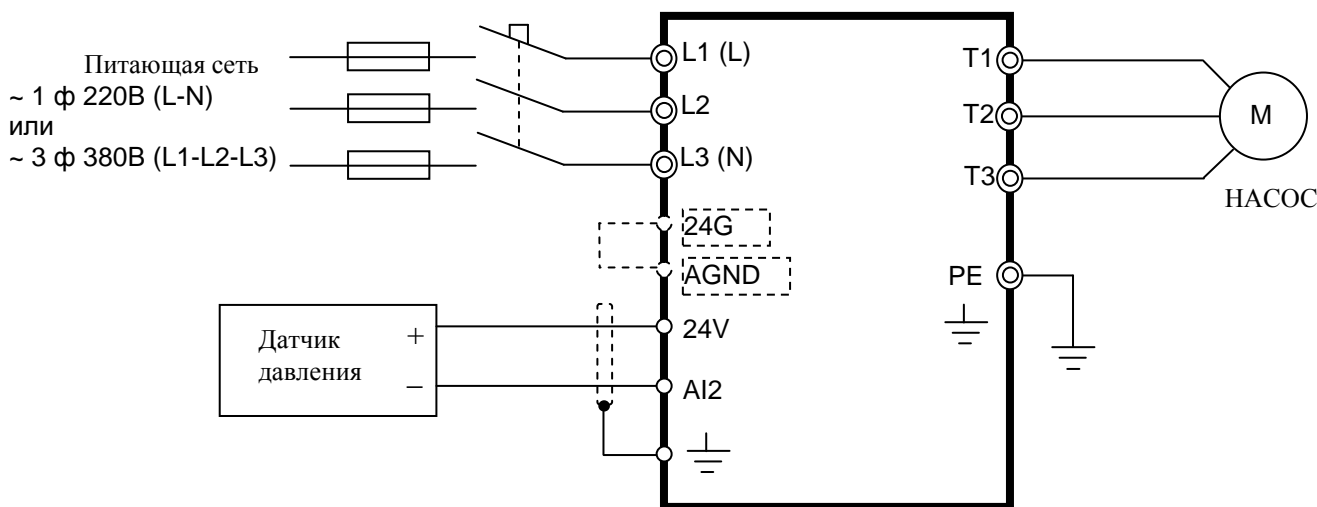 Питающая сеть
~ 1 ф 220В (L-N)
или
~ 3 ф 380В (L1-L2-L3)
L1 (L)
L2
L3 (N)
24G
AGND
24V
AI2
Датчик
давления
+
–
T1
T2
T3
PE
M
НАСОС